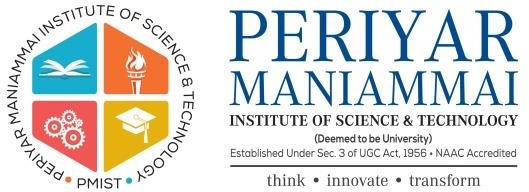 PERIYAR MANIAMMAI INSTITUTE OF SCIENCE & TECHNOLOGY
• PMIST •
PERIYAR
MANIAMMAI
INSTITUTE OF SCIENCE & TECHNOLOGY
(Deemed to be University)
Established Under Sec. 3 of UGC Act, 1956 • NAAC Accredited
think • innovate • transform